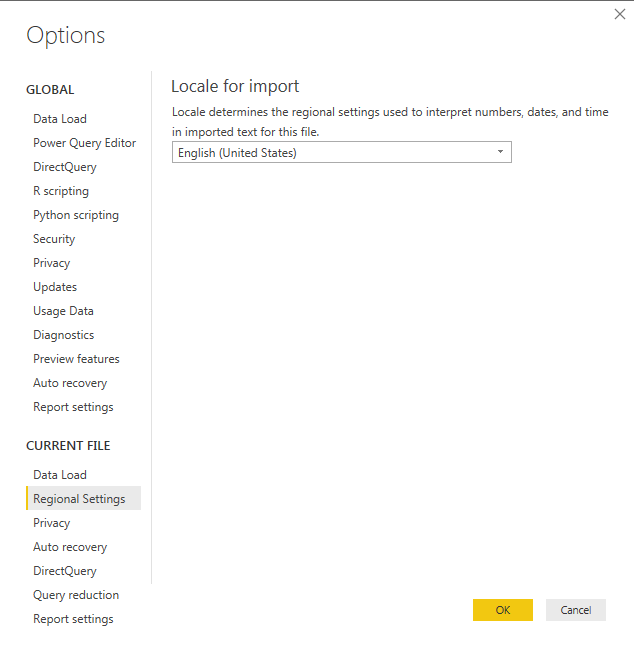 Options
GLOBAL
Data Load
Power Query Editor
DirectQuery
R scripting
Python scripting
Security
Privacy
Updates
Usage Data
Diagnostics
Preview features
Auto recovery
Report settings
CURRENT FILE
Data Load
Regional Settings
Privacy
Auto recovery
DirectQuery
Query reduction
Report settings
Locale for import
Locale determines the regional settings used to interpret numbers, dates, and time
in imported text for this file.
English (United States)
OK
Cancel